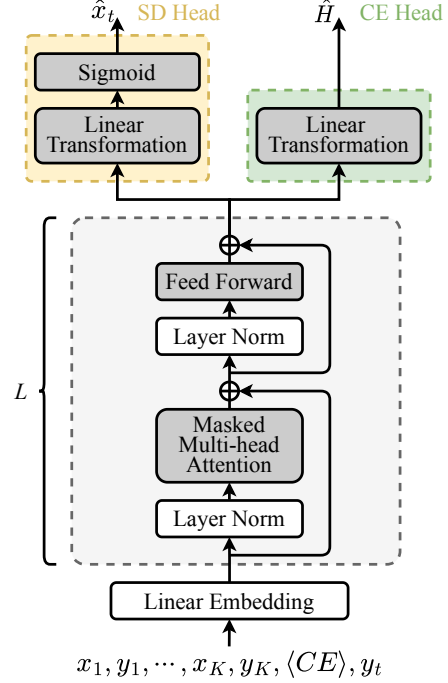 x̂_t SD Head Ĥ CE Head
Sigmoid
Linear
Transformation
Linear
Transformation
Feed Forward
Layer Norm
L
Masked
Multi-head
Attention
Layer Norm
Linear Embedding
x_1, y_1, ⋯, x_K, y_K, ⟨CE⟩, y_t